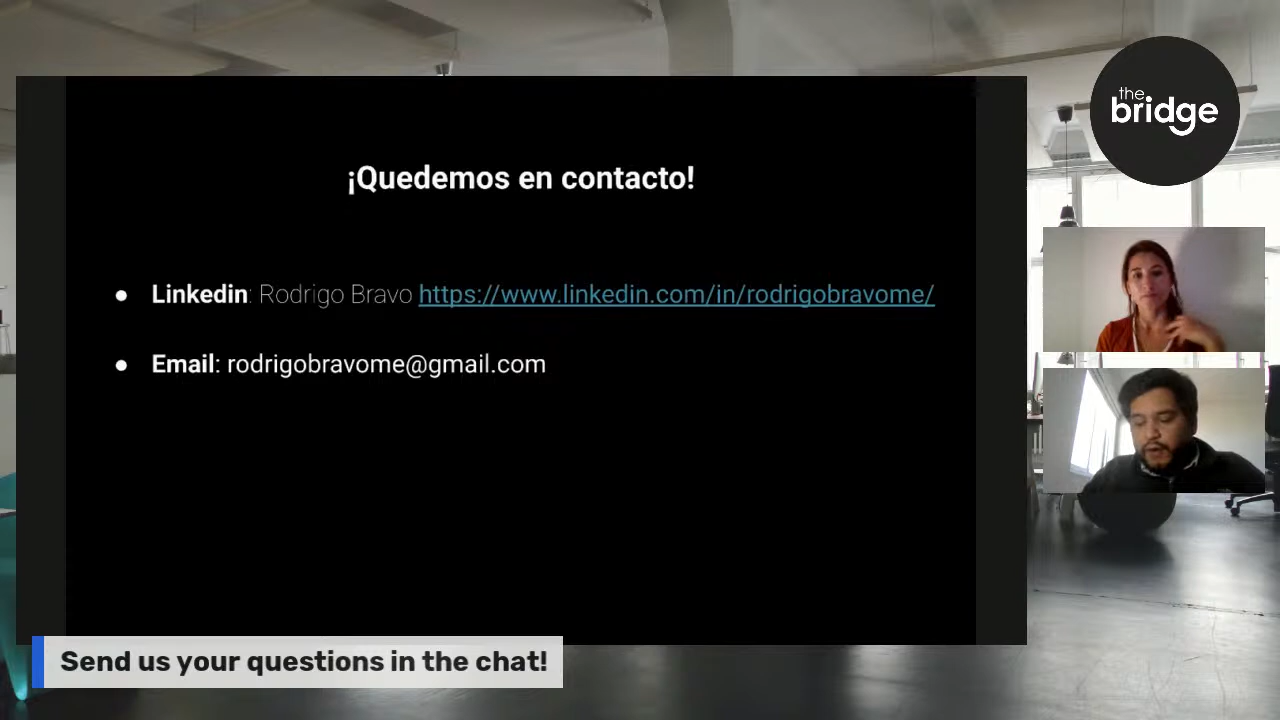 the
bridge
¡Quedemos en contacto!
● Linkedin: Rodrigo Bravo https://www.linkedin.com/in/rodrigobravome/
● Email: rodrigobravome@gmail.com
Send us your questions in the chat!